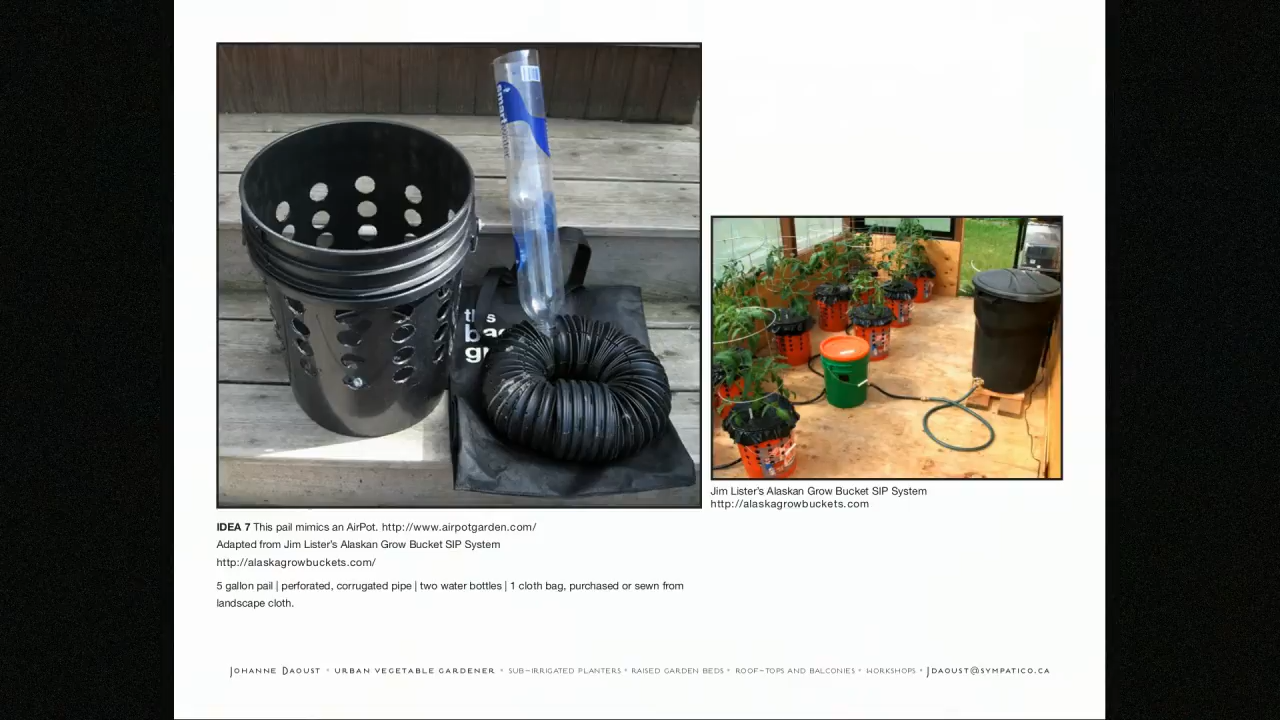 smartwater
this
bag
IDEA 7 This pail mimics an AirPot. http://www.airpotgarden.com/
Adapted from Jim Lister's Alaskan Grow Bucket SIP System
http://alaskagrowbuckets.com/
5 gallon pail | perforated, corrugated pipe | two water bottles | 1 cloth bag, purchased or sewn from
landscape cloth.
Jim Lister's Alaskan Grow Bucket SIP System
http://alaskagrowbuckets.com
JOHANNE DAOUST • URBAN VEGETABLE GARDENER • SUB-IRRIGATED PLANTERS • RAISED GARDEN BEDS • ROOF-TOPS AND BALCONIES • WORKSHOPS • JDAOUST@SYMPATICO.CA